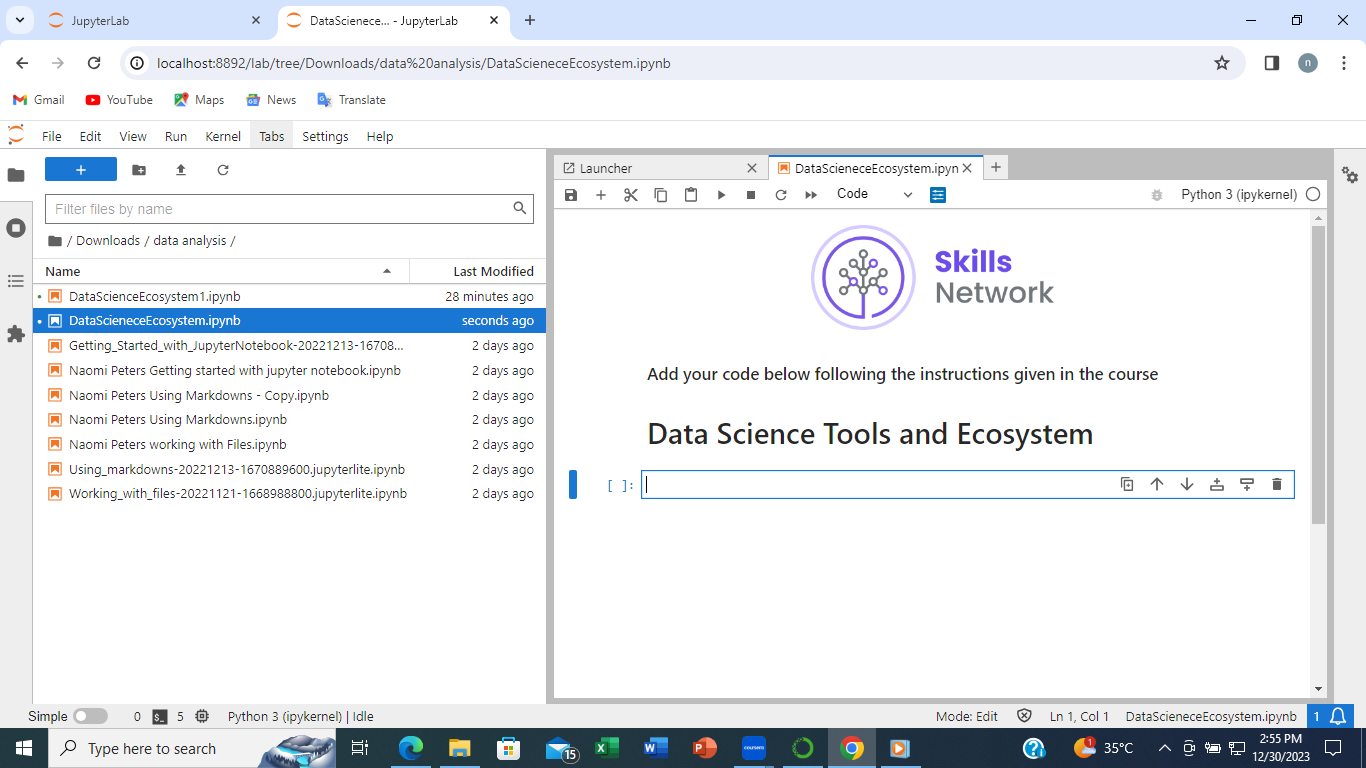 JupyterLab
DataScienece... - JupyterLab
localhost:8892/lab/tree/Downloads/data%20analysis/DataScieneceEcosystem.ipynb
n
Gmail
YouTube
Maps
News
Translate
File Edit View Run Kernel Tabs Settings Help
Launcher
DataScieneceEcosystem.ipyn
Code
Python 3 (ipykernel)
Filter files by name
/ Downloads / data analysis /
Name Last Modified
DataScienceEcosystem1.ipynb 28 minutes ago
DataScieneceEcosystem.ipynb seconds ago
Getting_Started_with_JupyterNotebook-20221213-16708... 2 days ago
Naomi Peters Getting started with jupyter notebook.ipynb 2 days ago
Naomi Peters Using Markdowns - Copy.ipynb 2 days ago
Naomi Peters Using Markdowns.ipynb 2 days ago
Naomi Peters working with Files.ipynb 2 days ago
Using_markdowns-20221213-1670889600.jupyterlite.ipynb 2 days ago
Working_with_files-20221121-1668988800.jupyterlite.ipynb 2 days ago
Skills
Network
Add your code below following the instructions given in the course
Data Science Tools and Ecosystem
[ ]:
Simple 0 5 Python 3 (ipykernel) | Idle
Mode: Edit Ln 1, Col 1 DataScieneceEcosystem.ipynb 1
Type here to search
15
coursera
1
35°C
2:55 PM
12/30/2023